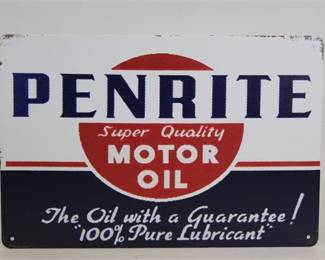 PENRITE
Super Quality
MOTOR
OIL
The Oil with a Guarantee!
"100% Pure Lubricant"